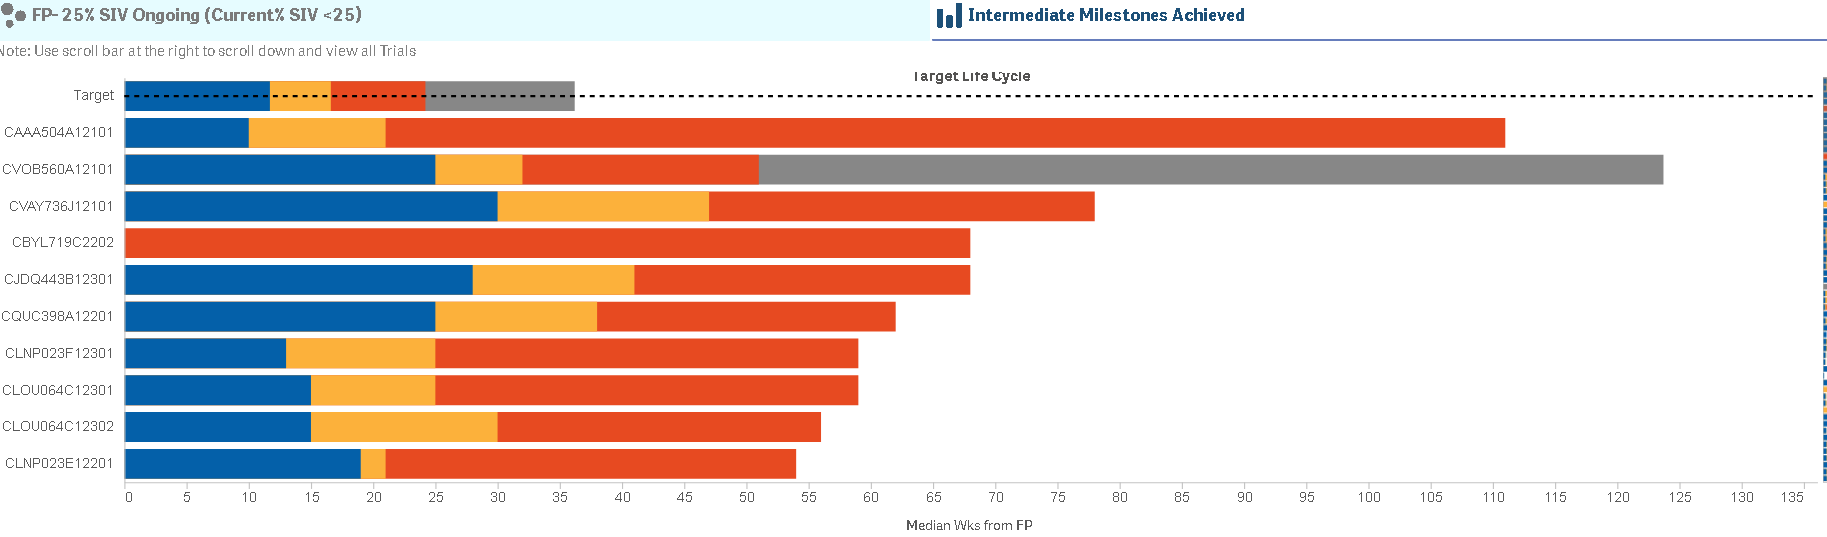 FP- 25% SIV Ongoing (Current% SIV <25)
Intermediate Milestones Achieved
Note: Use scroll bar at the right to scroll down and view all Trials
Target Life Cycle
Target
CAAA504A12101
CVOB560A12101
CVAY736J12101
CBYL719C2202
CJDQ443B12301
CQUC398A12201
CLNP023F12301
CLOU064C12301
CLOU064C12302
CLNP023E12201
0 5 10 15 20 25 30 35 40 45 50 55 60 65 70 75 80 85 90 95 100 105 110 115 120 125 130 135
Median Wks from FP